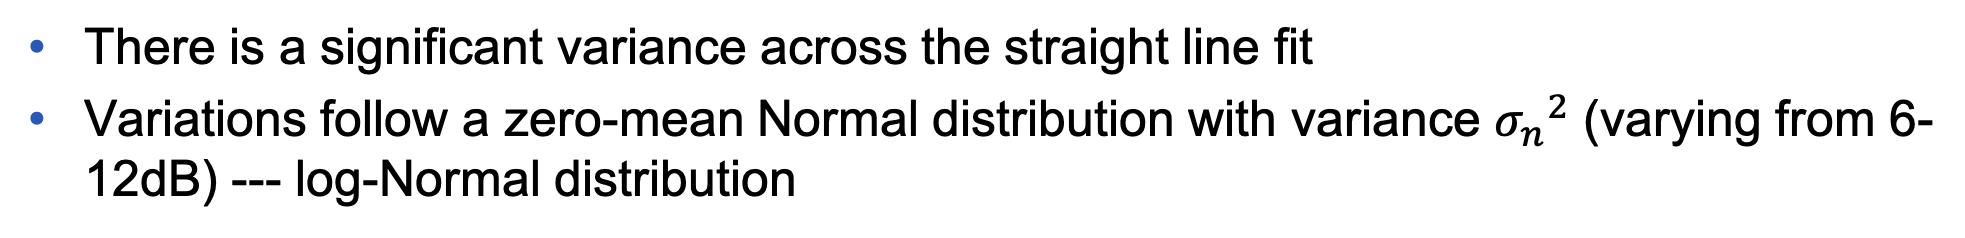 • There is a significant variance across the straight line fit
• Variations follow a zero-mean Normal distribution with variance σₙ² (varying from 6-
12dB) --- log-Normal distribution